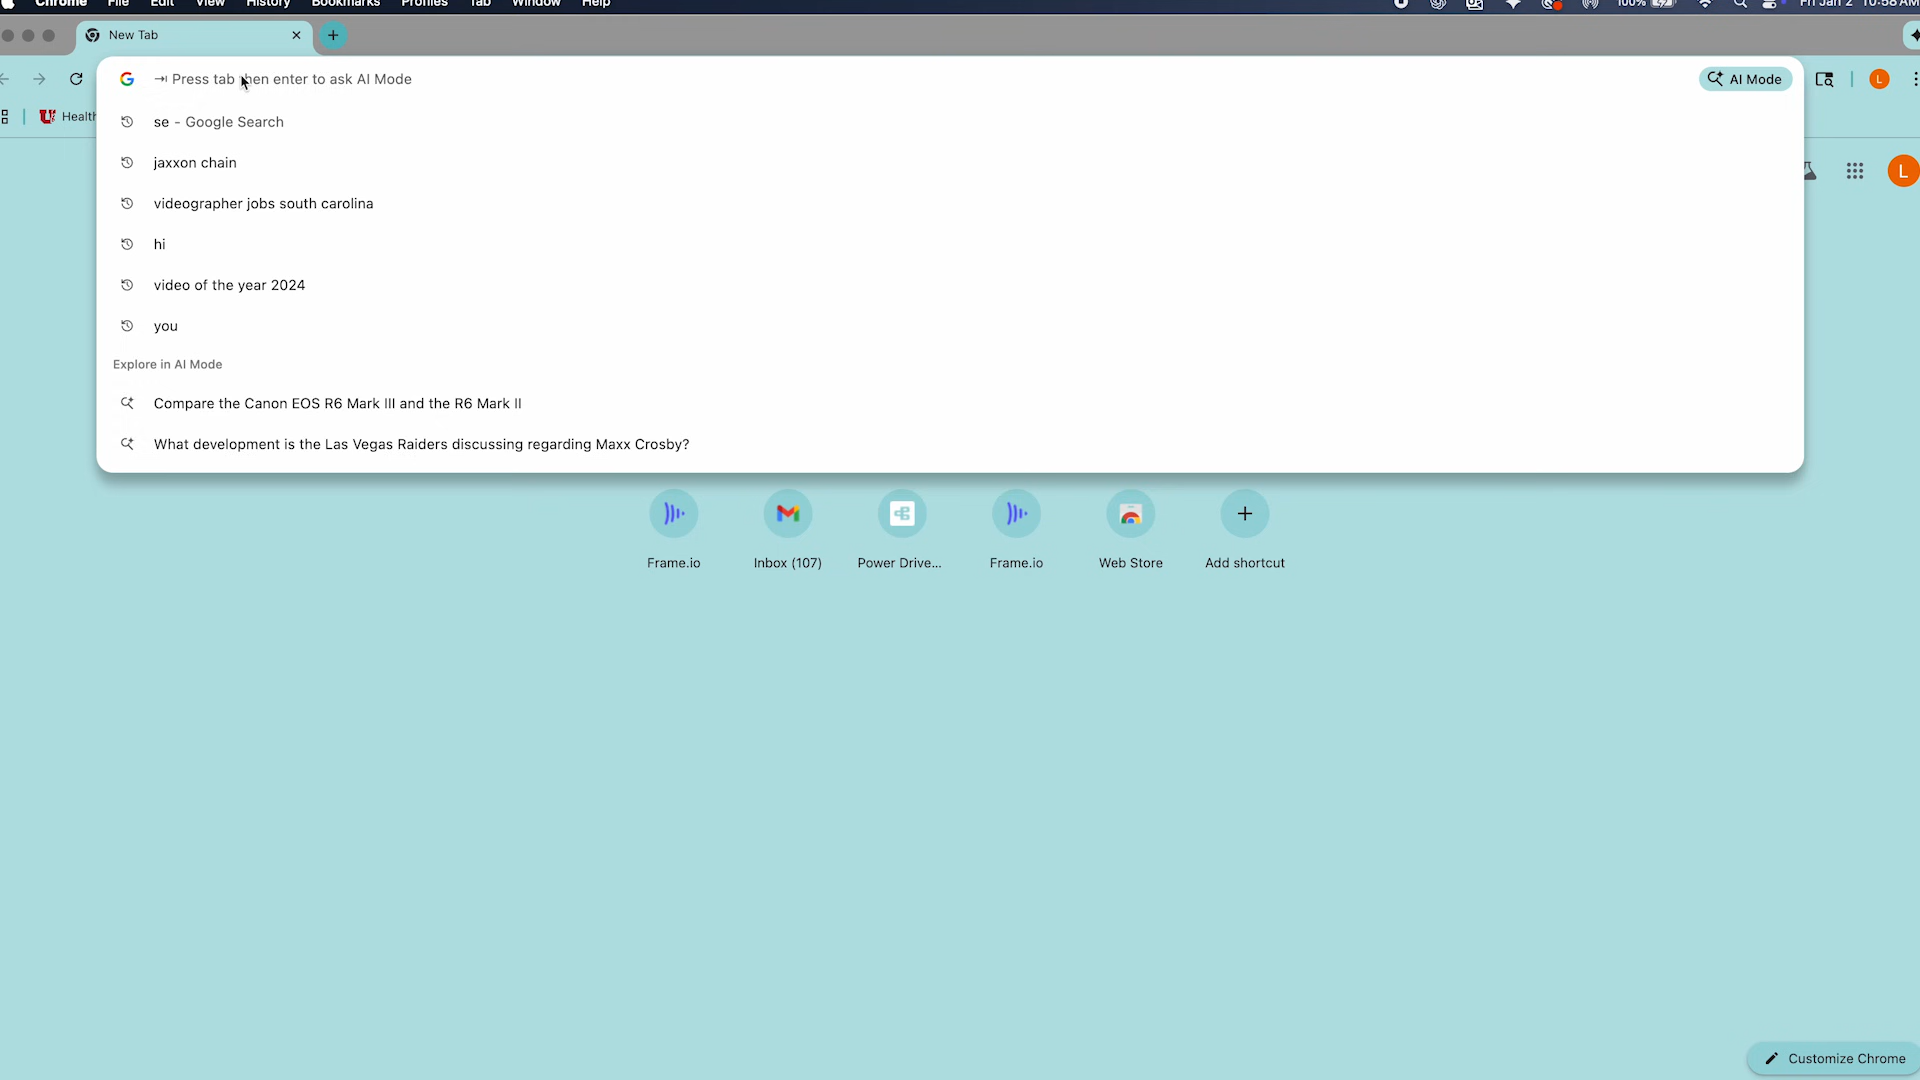 Chrome File Edit View History Bookmarks Profiles Tab Window Help 100% Fri Jan 2 10:58 AM
New Tab
Press tab then enter to ask AI Mode
AI Mode
L
Health
se - Google Search
jaxxon chain
L
videographer jobs south carolina
hi
video of the year 2024
you
Explore in AI Mode
Compare the Canon EOS R6 Mark III and the R6 Mark II
What development is the Las Vegas Raiders discussing regarding Maxx Crosby?
Frame.io Inbox (107) Power Drive... Frame.io Web Store Add shortcut
Customize Chrome